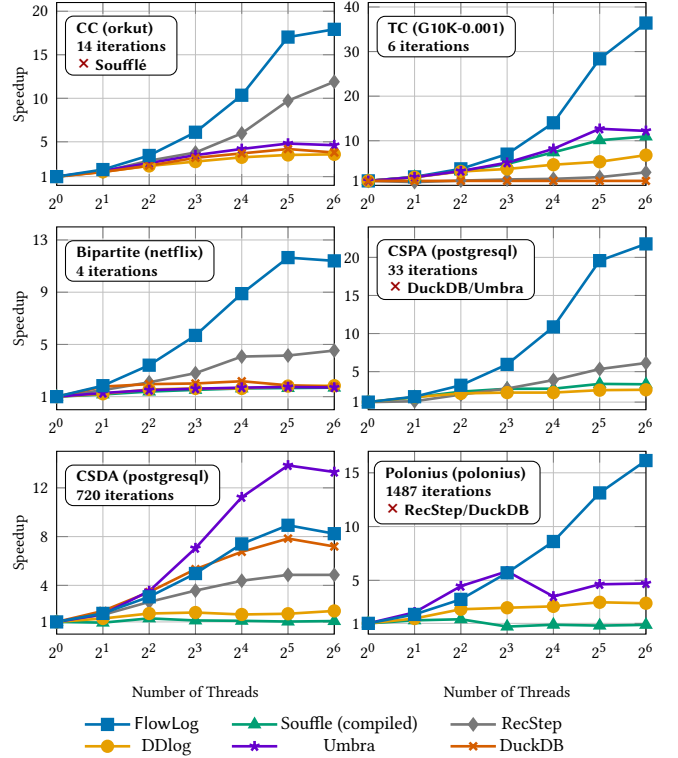 CC (orkut)
14 iterations
× Soufflé
Speedup
20
15
10
5
1
2^0 2^1 2^2 2^3 2^4 2^5 2^6
TC (G10K-0.001)
6 iterations
40
30
20
10
1
2^0 2^1 2^2 2^3 2^4 2^5 2^6
Bipartite (netflix)
4 iterations
Speedup
13
9
5
1
2^0 2^1 2^2 2^3 2^4 2^5 2^6
CSPA (postgresql)
33 iterations
× DuckDB/Umbra
20
15
10
5
1
2^0 2^1 2^2 2^3 2^4 2^5 2^6
CSDA (postgresql)
720 iterations
Speedup
12
8
4
1
2^0 2^1 2^2 2^3 2^4 2^5 2^6
Number of Threads
Polonius (polonius)
1487 iterations
× RecStep/DuckDB
15
10
5
1
2^0 2^1 2^2 2^3 2^4 2^5 2^6
Number of Threads
FlowLog Souffle (compiled) RecStep
DDlog Umbra DuckDB